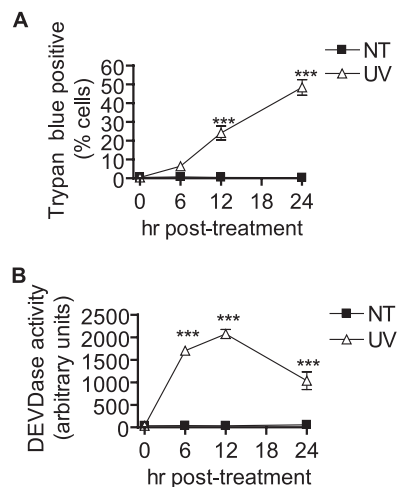 A
NT
UV
Trypan blue positive
(% cells)
60
50
40
30
20
10
0
***
***
0 6 12 18 24
hr post-treatment
B
NT
UV
DEVDase activity
(arbitrary units)
2500
2000
1500
1000
500
0
***
***
***
0 6 12 18 24
hr post-treatment